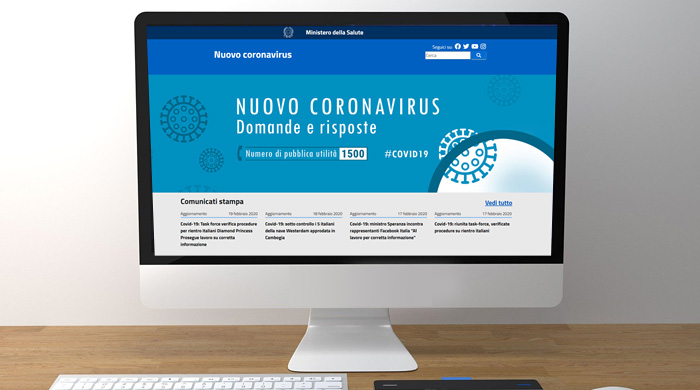 Ministero della Salute
Nuovo coronavirus
Seguici su:
Cerca
NUOVO CORONAVIRUS
Domande e risposte
Numero di pubblica utilità 1500
#COVID19
Comunicati stampa
Vedi tutto
Aggiornamento 19 febbraio 2020
Covid-19: Task force verifica procedure
per rientro italiani Diamond Princess
Prosegue lavoro su corretta
informazione
Aggiornamento 18 febbraio 2020
Covid-19: sotto controllo i 5 italiani
della nave Westerdam approdata in
Cambogia
Aggiornamento 17 febbraio 2020
Covid-19: ministro Speranza incontra
rappresentanti Facebook Italia "Al
lavoro per corretta informazione"
Aggiornamento 17 febbraio 2020
Covid-19: riunita task-force, verificate
procedure su rientro italiani